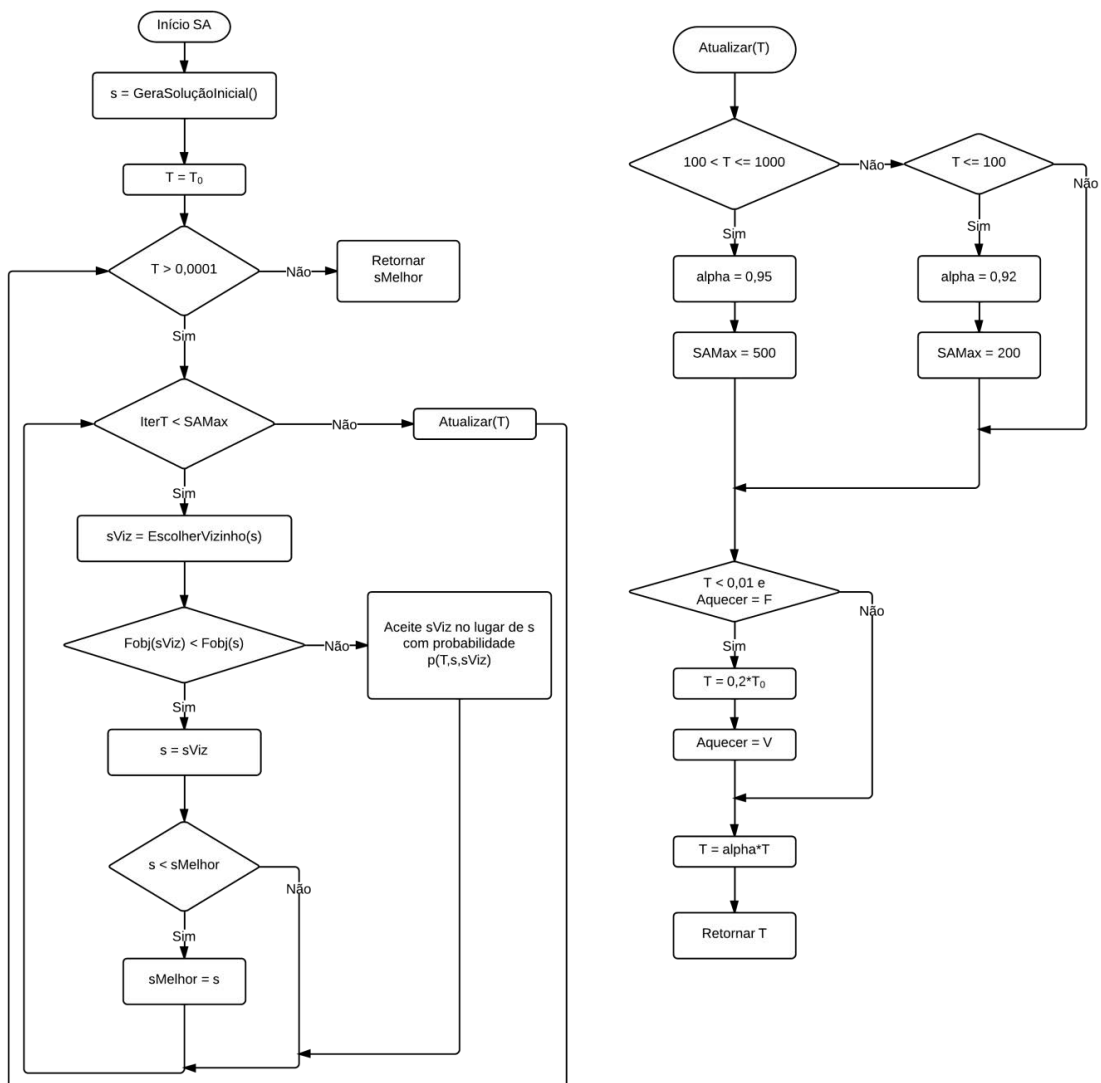 Início SA
s = GeraSoluçãoInicial()
T = T₀
T > 0,0001
Não
Retornar
sMelhor
Sim
IterT < SAMax
Não
Atualizar(T)
Sim
sViz = EscolherVizinho(s)
Fobj(sViz) < Fobj(s)
Não
Aceite sViz no lugar de s
com probabilidade
p(T,s,sViz)
Sim
s = sViz
s < sMelhor
Não
Sim
sMelhor = s
Atualizar(T)
100 < T <= 1000
Não
T <= 100
Não
Sim
Sim
alpha = 0,95
alpha = 0,92
SAMax = 500
SAMax = 200
T < 0,01 e
Aquecer = F
Não
Sim
T = 0,2*T₀
Aquecer = V
T = alpha*T
Retornar T